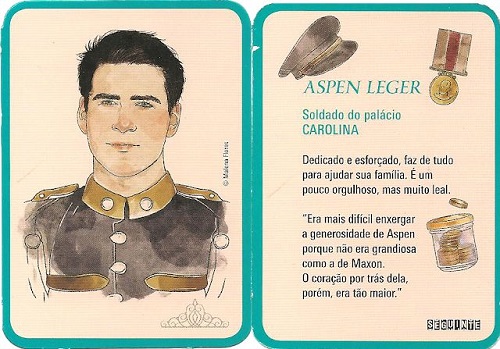 © Malena Flores
ASPEN LEGER
Soldado do palácio
CAROLINA
Dedicado e esforçado, faz de tudo
para ajudar sua família. É um
pouco orgulhoso, mas muito leal.
“Era mais difícil enxergar
a generosidade de Aspen
porque não era grandiosa
como a de Maxon.
O coração por trás dela,
porém, era tão maior.”
SEGUINTE